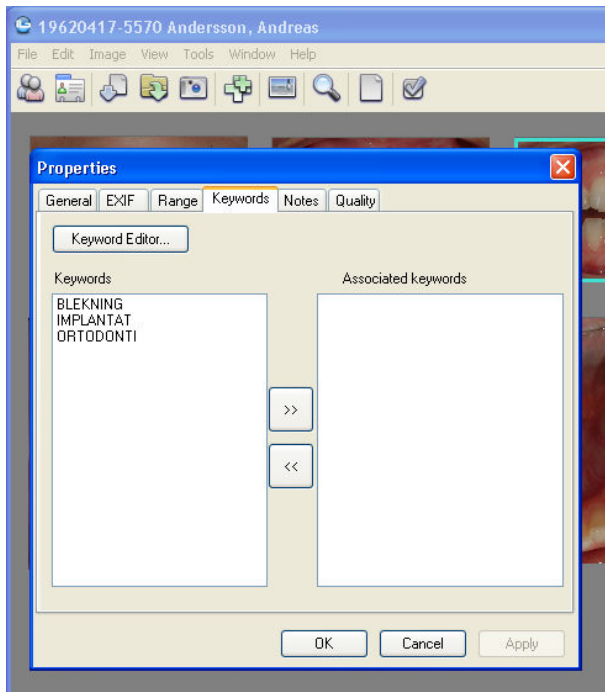 19620417-5570 Andersson, Andreas
File Edit Image View Tools Window Help
Properties
General EXIF Range Keywords Notes Quality
Keyword Editor...
Keywords Associated keywords
BLEKNING
IMPLANTAT
ORTODONTI
>>
<<
OK Cancel Apply